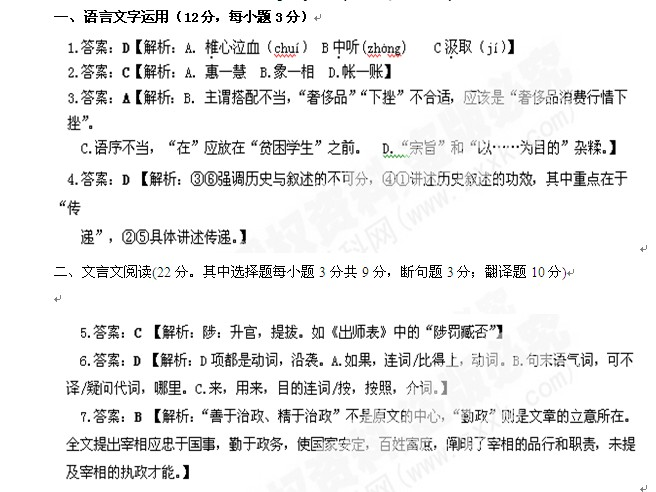 一、语言文字运用（12分，每小题3分）
1.答案：D【解析：A. 椎心泣血（chuí） B中听(zhōng) C汲取（jí)】
2.答案：C【解析：A. 惠一慧 B.象一相 D.帐一账】
3.答案：A【解析：B. 主谓搭配不当，“奢侈品”“下挫”不合适，应该是“奢侈品消费行情下
挫”。
C.语序不当，“在”应放在“贫困学生”之前。 D.“宗旨”和“以……为目的”杂糅。】
4.答案：D 【解析：③⑥强调历史与叙述的不可分，④①讲述历史叙述的功效，其中重点在于
“传
递”，②⑤具体讲述传递。】
二、文言文阅读(22分。其中选择题每小题3分共9分，断句题3分；翻译题10分)
5.答案：C 【解析：陟：升官，提拔。如《出师表》中的“陟罚臧否”】
6.答案：D 【解析：D项都是动词，沿袭。A.如果，连词/比得上，动词。B.句末语气词，可不
译/疑问代词，哪里。C.来，用来，目的连词/按，按照，介词。】
7.答案：B 【解析：“善于治政、精于治政”不是原文的中心，“勤政”则是文章的立意所在。
全文提出宰相应忠于国事，勤于政务，使国家安定，百姓富庶，阐明了宰相的品行和职责，未提
及宰相的执政才能。】